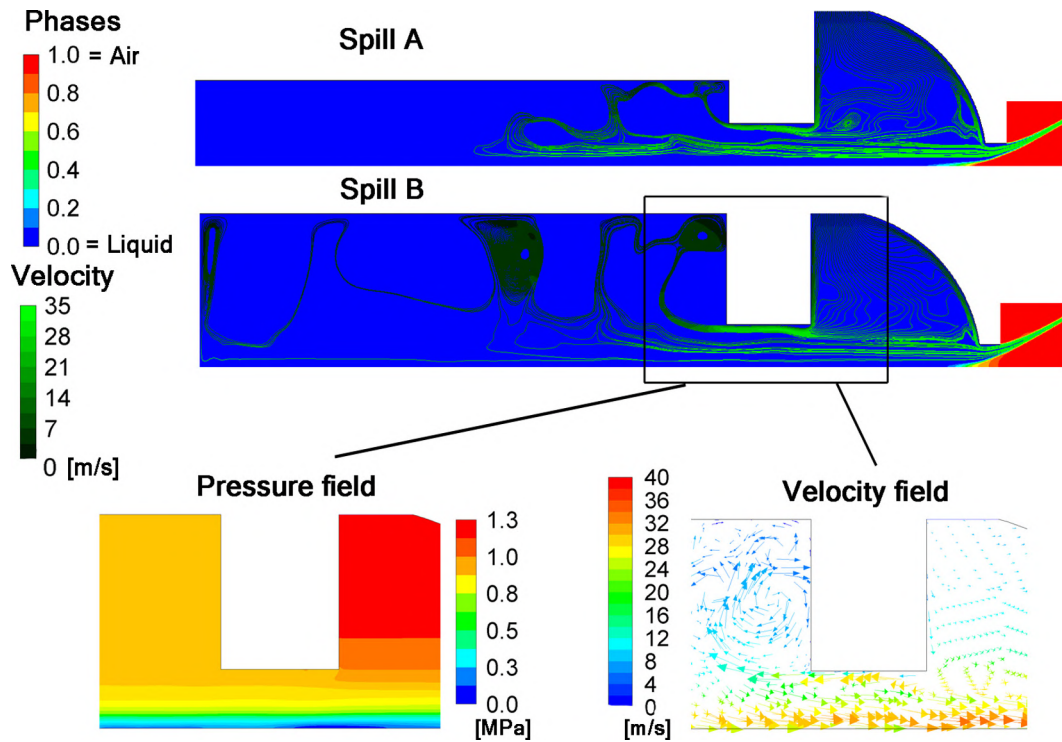 Phases
1.0 = Air
0.8
0.6
0.4
0.2
0.0 = Liquid
Velocity
35
28
21
14
7
0 [m/s]
Spill A
Spill B
Pressure field
1.3
1.0
0.8
0.5
0.3
0.0
[MPa]
Velocity field
40
36
32
28
24
20
16
12
8
4
0
[m/s]